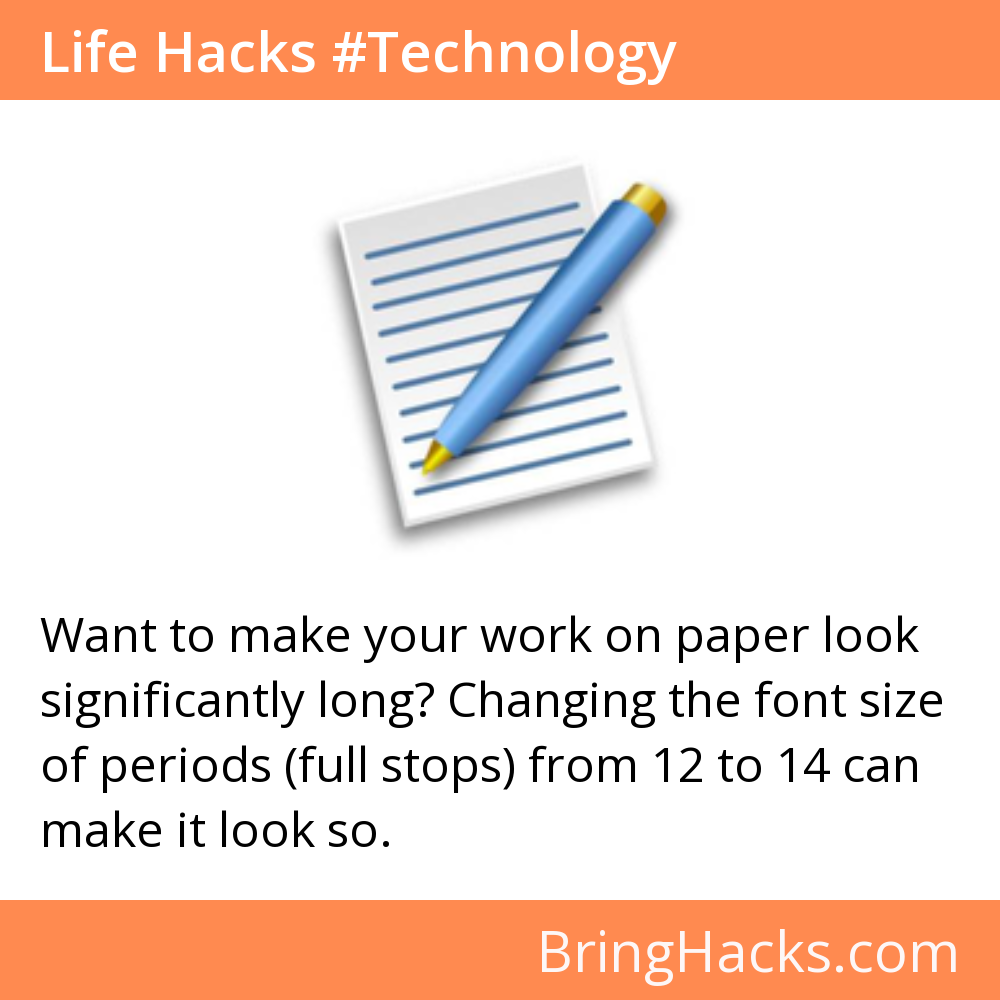 Life Hacks #Technology
Want to make your work on paper look
significantly long? Changing the font size
of periods (full stops) from 12 to 14 can
make it look so.
BringHacks.com